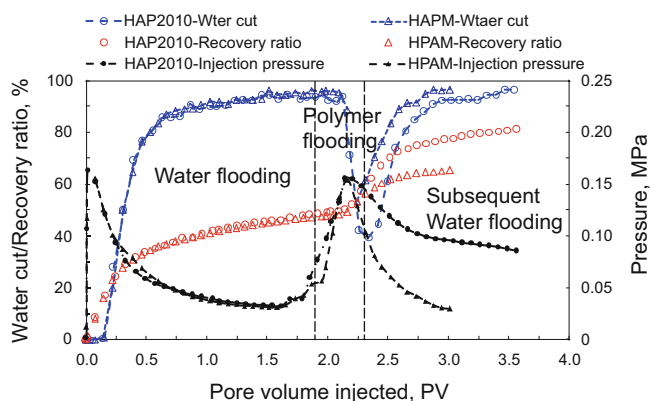 HAP2010-Wter cut
HAPM-Wtaer cut
HAP2010-Recovery ratio
HPAM-Recovery ratio
HAP2010-Injection pressure
HPAM-Injection pressure
Water cut/Recovery ratio, %
100
80
60
40
20
0
Water flooding
Polymer
flooding
Subsequent
Water flooding
0.25
0.20
0.15
0.10
0.05
0.00
Pressure, MPa
0.0 0.5 1.0 1.5 2.0 2.5 3.0 3.5 4.0
Pore volume injected, PV